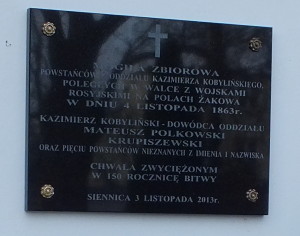 MOGIŁA ZBIOROWA
POWSTAŃCÓW Z ODDZIAŁU KAZIMIERZA KOBYLIŃSKIEGO,
POLEGŁYCH W WALCE Z WOJSKAMI
ROSYJSKIMI NA POLACH ŻAKOWA
W DNIU 4 LISTOPADA 1863r.
KAZIMIERZ KOBYLIŃSKI - DOWÓDCA ODDZIAŁU
MATEUSZ POLKOWSKI
KRUPISZEWSKI
ORAZ PIĘCIU POWSTAŃCÓW NIEZNANYCH Z IMIENIA I NAZWISKA
CHWAŁA ZWYCIĘŻONYM
W 150 ROCZNICĘ BITWY
SIENNICA 3 LISTOPADA 2013r.